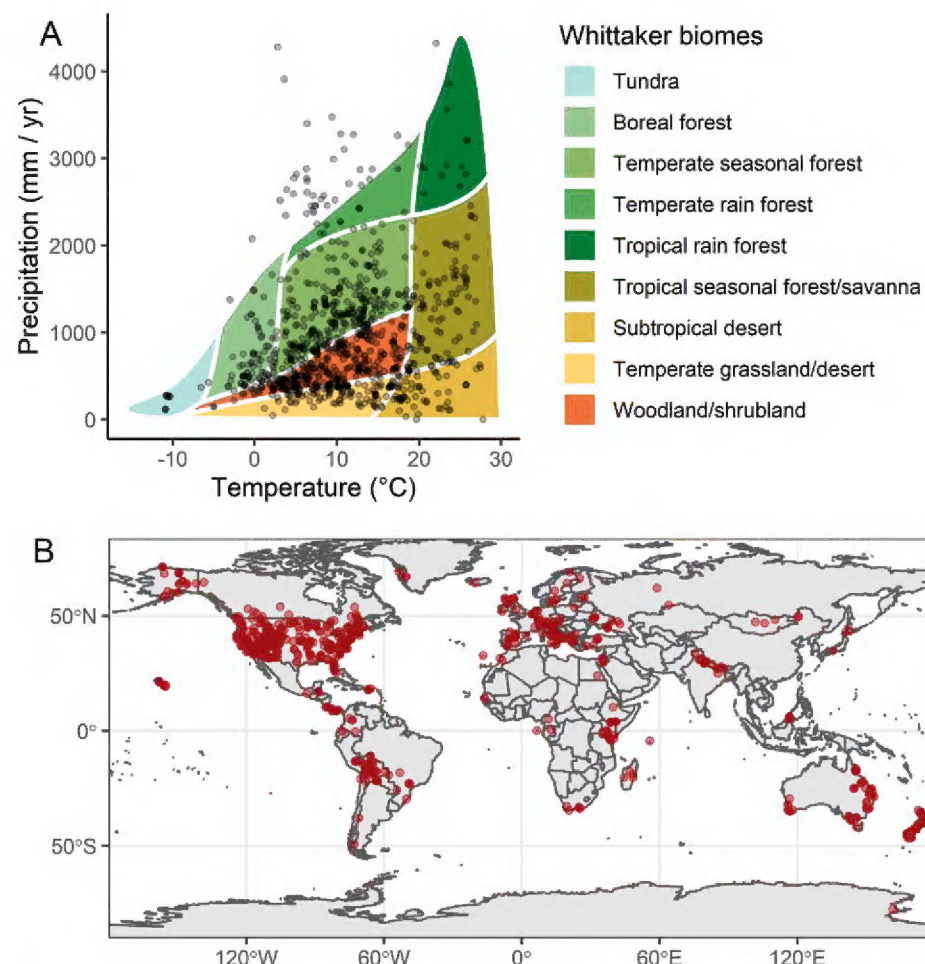 A
Precipitation (mm / yr)
4000
3000
2000
1000
0
-10
0
10
20
30
Temperature (°C)
Whittaker biomes
Tundra
Boreal forest
Temperate seasonal forest
Temperate rain forest
Tropical rain forest
Tropical seasonal forest/savanna
Subtropical desert
Temperate grassland/desert
Woodland/shrubland
B
50°N
0°
50°S
120°W
60°W
0°
60°E
120°E